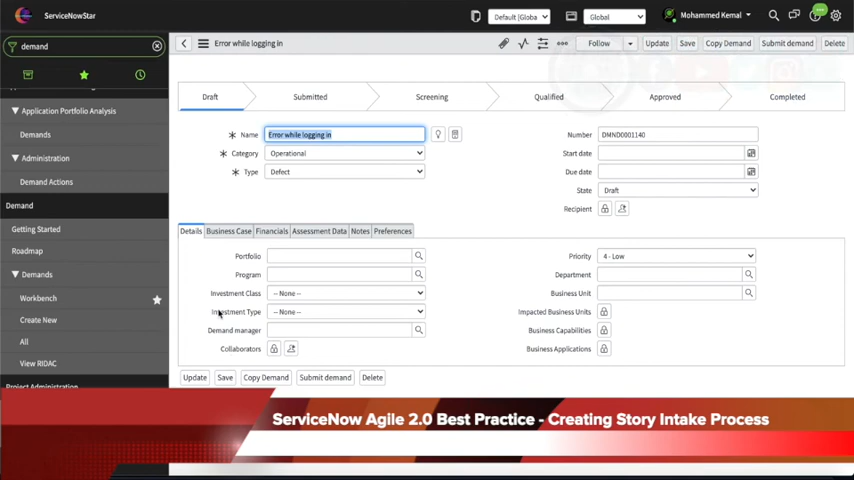 ServiceNowStar
Default (Globa
Global
Mohammed Kemal
demand
Error while logging in
Follow
Update
Save
Copy Demand
Submit demand
Delete
Application Portfolio Analysis
Demands
Administration
Demand Actions
Demand
Getting Started
Roadmap
Demands
Workbench
Create New
All
View RIDAC
Project Administration
Draft
Submitted
Screening
Qualified
Approved
Completed
Name
Error while logging in
Category
Operational
Type
Defect
Number
DMND0001140
Start date
Due date
State
Draft
Recipient
Details
Business Case
Financials
Assessment Data
Notes
Preferences
Portfolio
Program
Investment Class
-- None --
Investment Type
-- None --
Demand manager
Collaborators
Priority
4 - Low
Department
Business Unit
Impacted Business Units
Business Capabilities
Business Applications
Update
Save
Copy Demand
Submit demand
Delete
ServiceNow Agile 2.0 Best Practice - Creating Story Intake Process